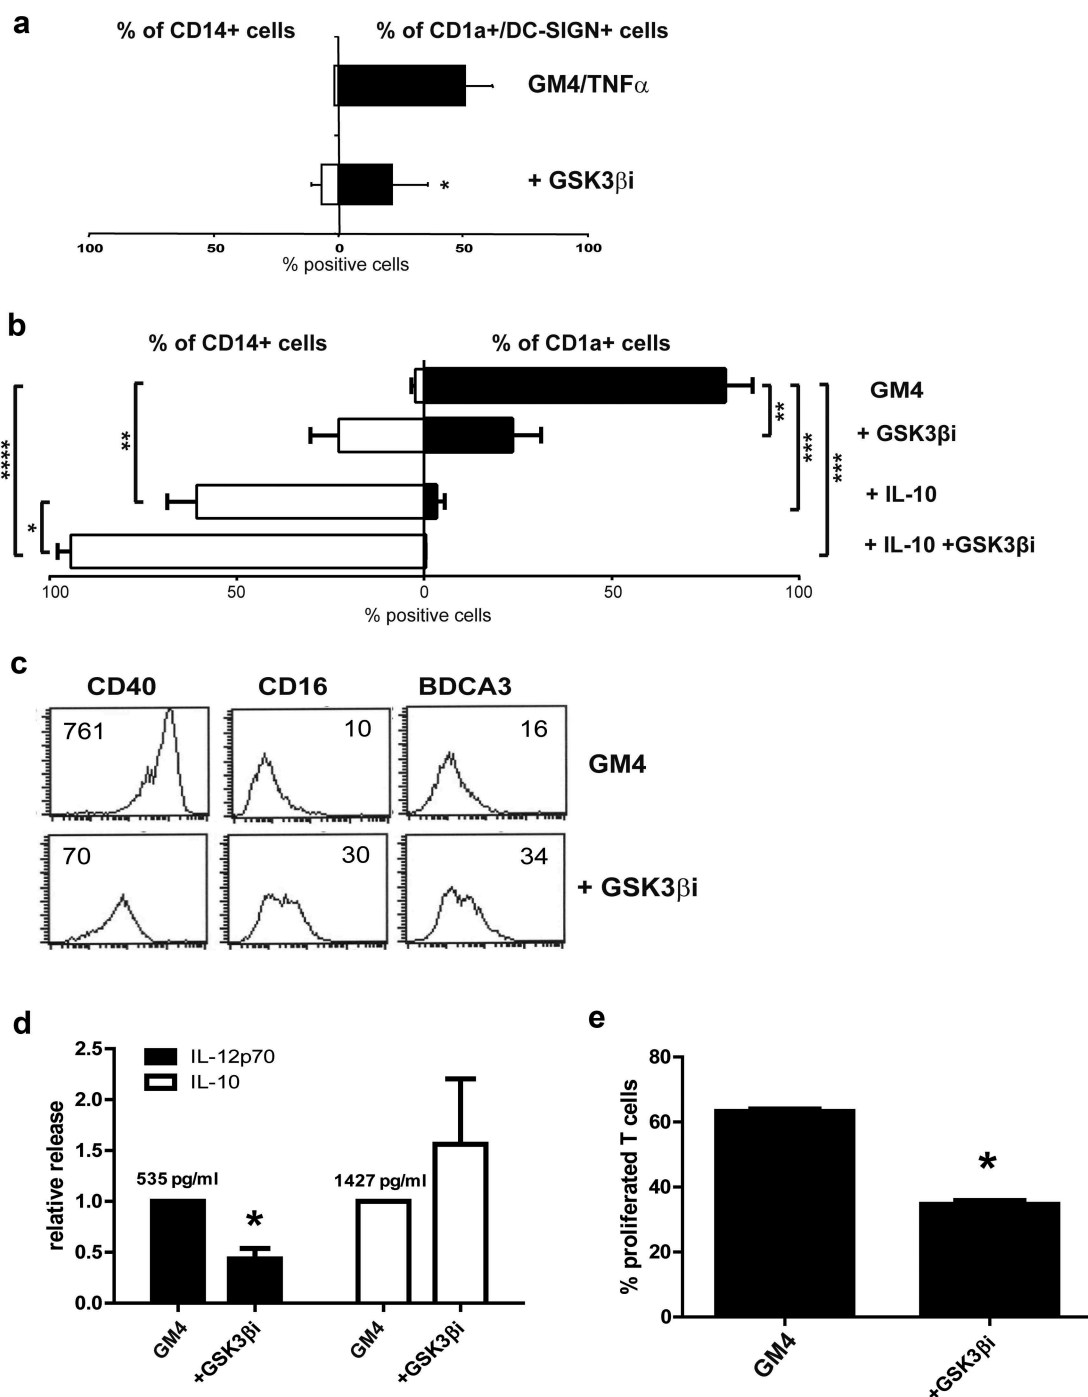 a
% of CD14+ cells % of CD1a+/DC-SIGN+ cells
GM4/TNFα
* + GSK3βi
100 50 0 50 100
% positive cells
b
% of CD14+ cells % of CD1a+ cells
GM4
+ GSK3βi
+ IL-10
+ IL-10 +GSK3βi
**** ** * ** *** ***
100 50 0 50 100
% positive cells
c
CD40 CD16 BDCA3
761 10 16 GM4
70 30 34 + GSK3βi
d
relative release
2.5
2.0
1.5
1.0
0.5
0.0
IL-12p70
IL-10
535 pg/ml
*
1427 pg/ml
GM4 +GSK3βi GM4 +GSK3βi
e
% proliferated T cells
80
60
40
20
0
*
GM4 +GSK3βi